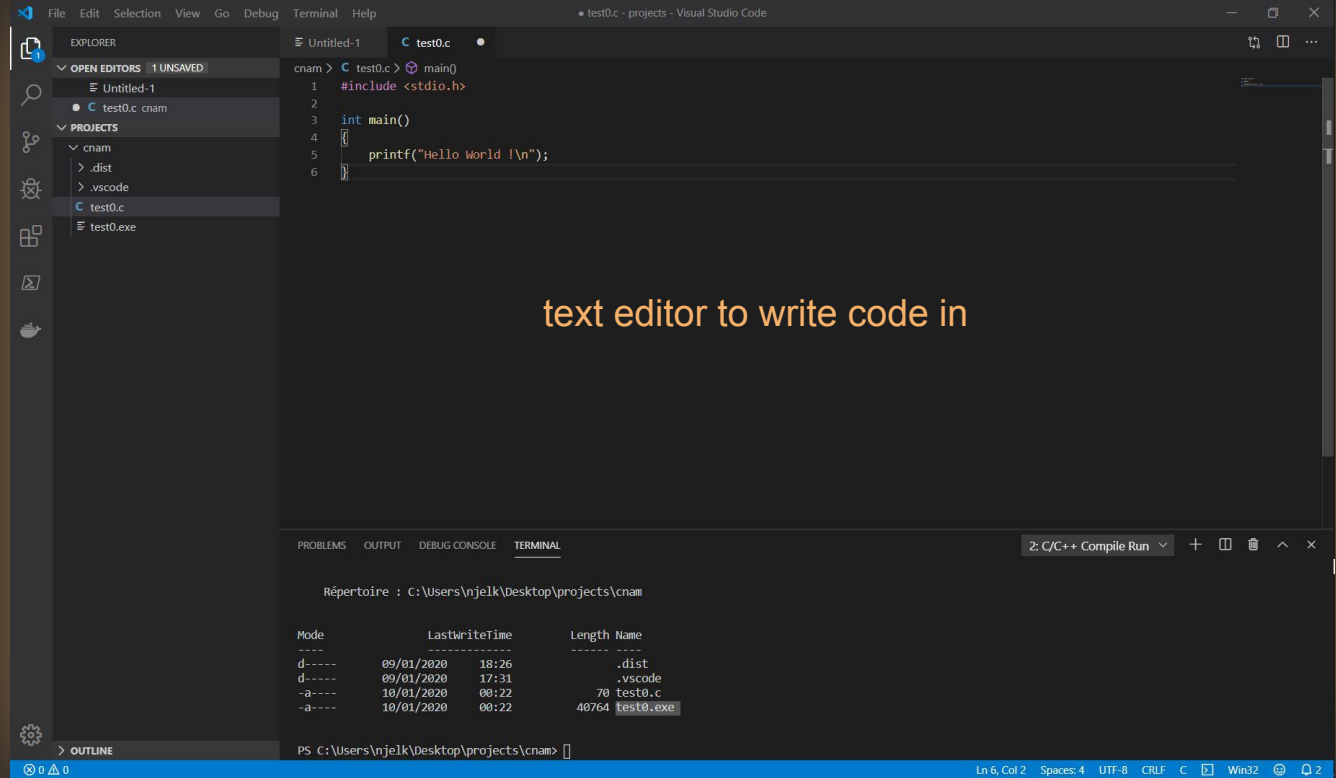 File Edit Selection View Go Debug Terminal Help
● test0.c - projects - Visual Studio Code
EXPLORER
OPEN EDITORS 1 UNSAVED
Untitled-1
● C test0.c cnam
PROJECTS
cnam
> .dist
> .vscode
C test0.c
test0.exe
> OUTLINE
1
Untitled-1
C test0.c ●
cnam > C test0.c > main()
1 #include <stdio.h>
2
3 int main()
4 {
5     printf("Hello World !\n");
6 }
text editor to write code in
PROBLEMS OUTPUT DEBUG CONSOLE TERMINAL
2: C/C++ Compile Run
Répertoire : C:\Users\njelk\Desktop\projects\cnam
Mode LastWriteTime Length Name
---- ------------- ------ ----
d----- 09/01/2020 18:26 .dist
d----- 09/01/2020 17:31 .vscode
-a---- 10/01/2020 00:22 70 test0.c
-a---- 10/01/2020 00:22 40764 test0.exe
PS C:\Users\njelk\Desktop\projects\cnam>
0 0
Ln 6, Col 2 Spaces: 4 UTF-8 CRLF C Win32 2